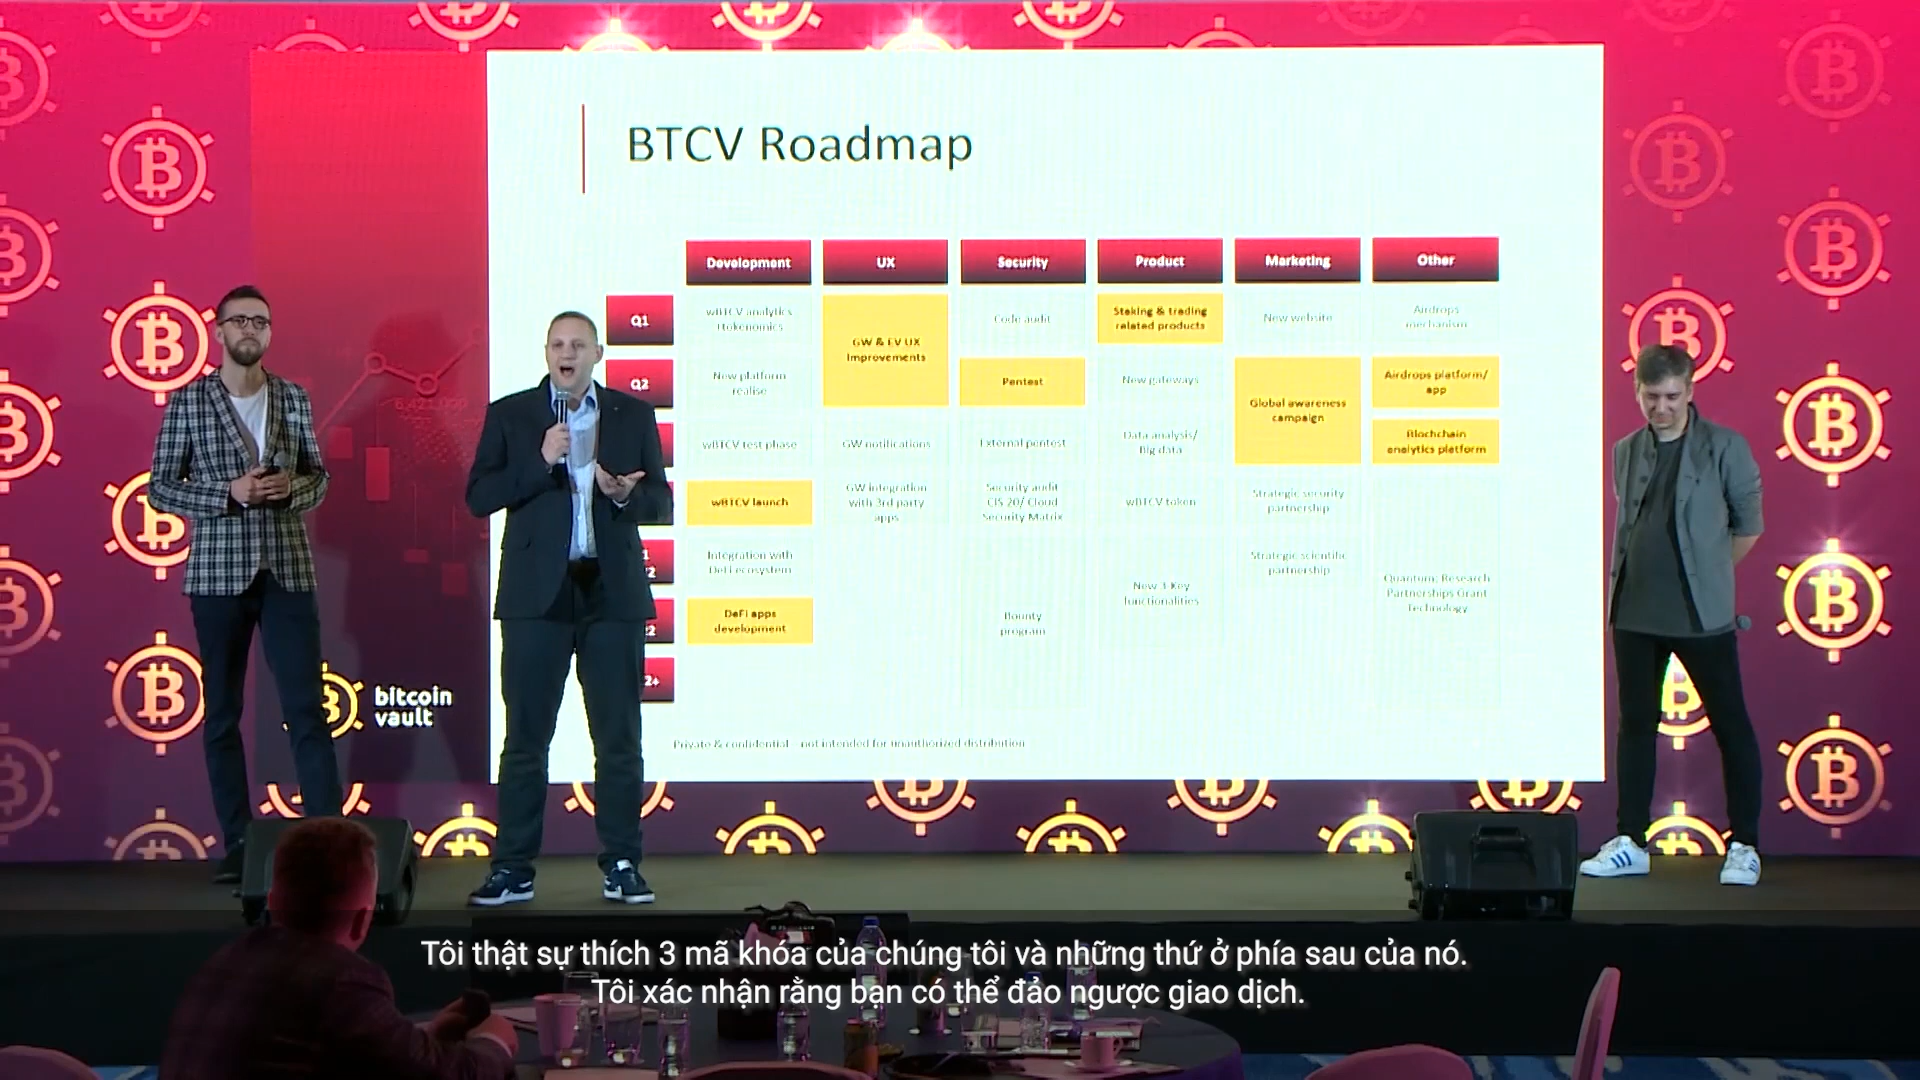 BTCV Roadmap
Development
UX
Security
Product
Marketing
Other
Q1
wBTCV analytics
Code audit
Staking & trading
related products
New website
Airdrops
mechanism
GW & EV UX
Improvements
Q2
New platform
realise
Pentest
New gateways
Global awareness
campaign
Airdrops platform/
app
wBTCV test phase
GW notifications
External pentest
Data analysis/
Big data
Blochchain
analytics platform
wBTCV launch
GW integration
with 3rd party
apps
Security audit
CIS 20/ Cloud
Security Matrix
wBTCV token
Strategic security
partnership
Integration with
DeFi ecosystem
New 3 Key
functionalities
Strategic scientific
partnership
Quantum: Research
Partnerships Grant
Technology
DeFi apps
development
Bounty
program
2+
Private & confidential - not intended for unauthorized distribution
bitcoin
vault
Tôi thật sự thích 3 mã khóa của chúng tôi và những thứ ở phía sau của nó.
Tôi xác nhận rằng bạn có thể đảo ngược giao dịch.